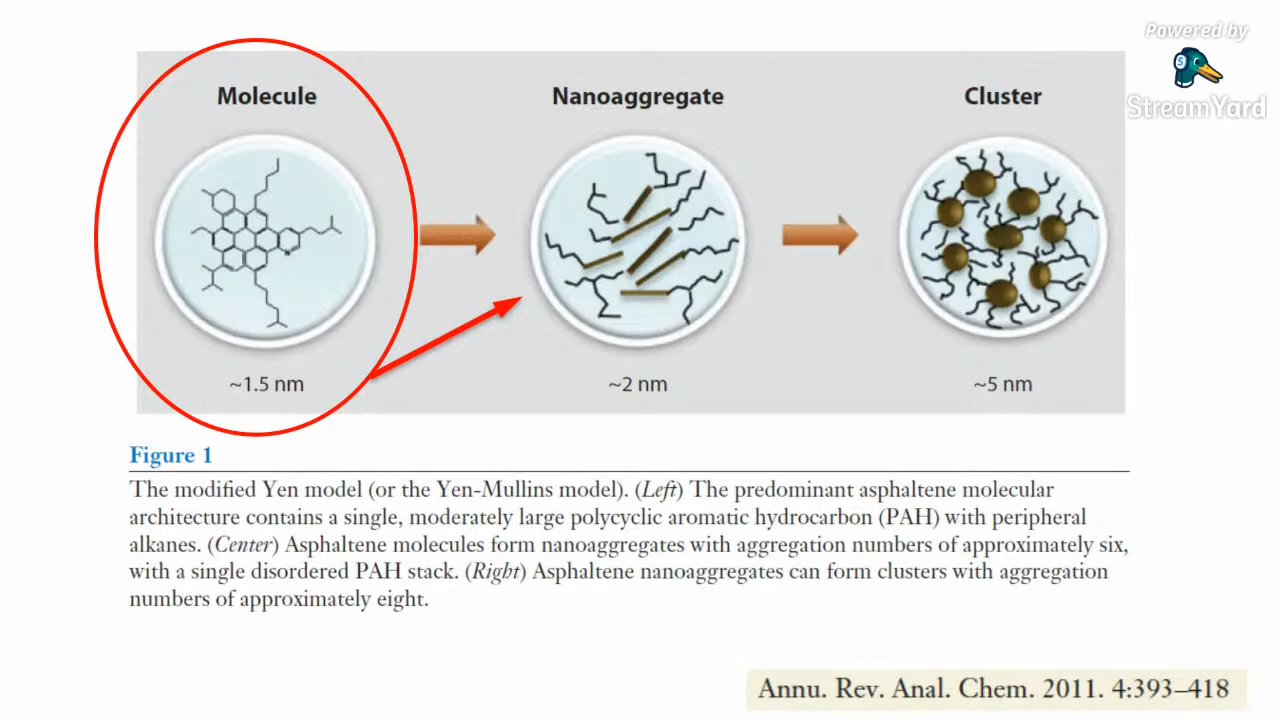 Powered by
StreamYard
Molecule
Nanoaggregate
Cluster
~1.5 nm
~2 nm
~5 nm
Figure 1
The modified Yen model (or the Yen-Mullins model). (Left) The predominant asphaltene molecular
architecture contains a single, moderately large polycyclic aromatic hydrocarbon (PAH) with peripheral
alkanes. (Center) Asphaltene molecules form nanoaggregates with aggregation numbers of approximately six,
with a single disordered PAH stack. (Right) Asphaltene nanoaggregates can form clusters with aggregation
numbers of approximately eight.
Annu. Rev. Anal. Chem. 2011. 4:393–418